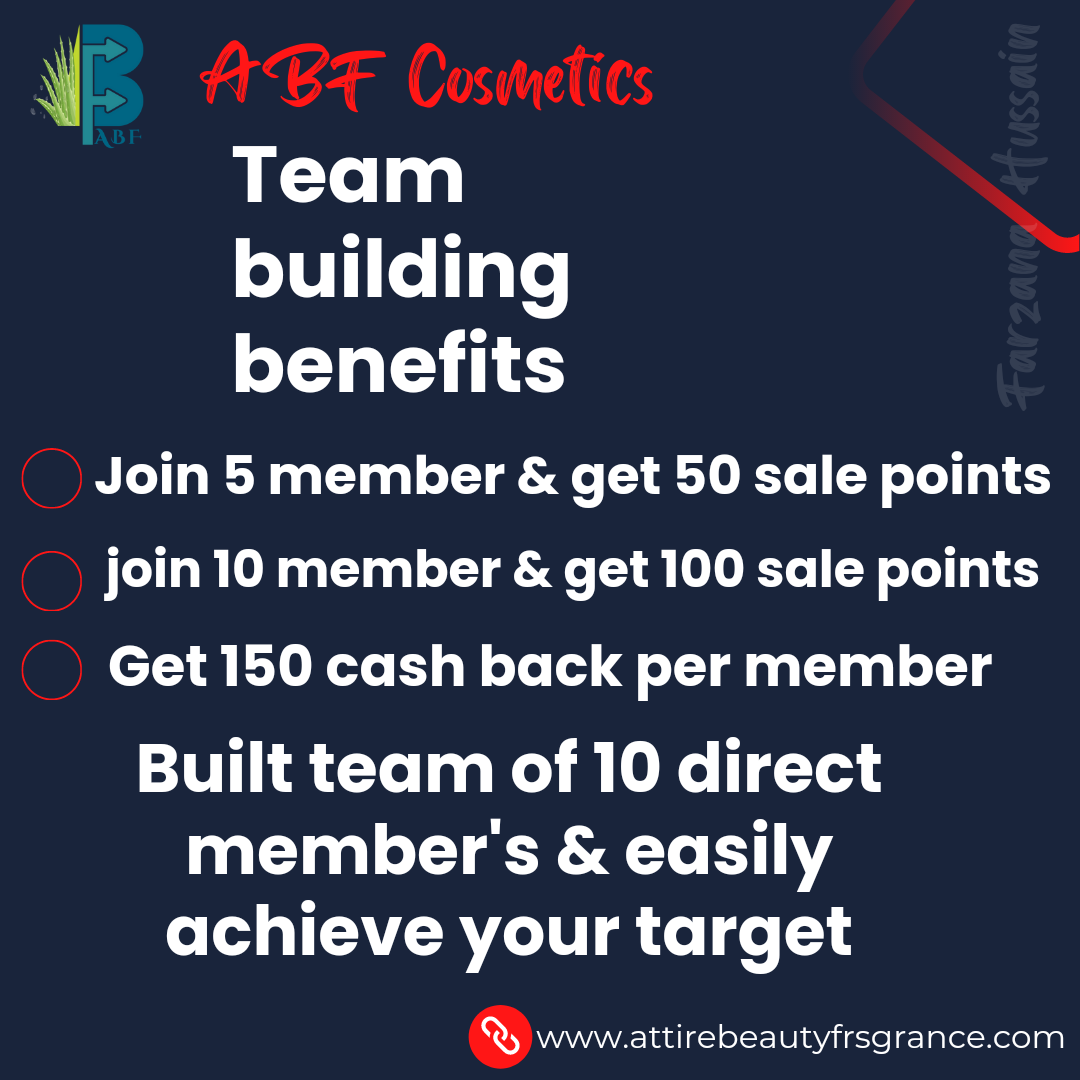 ABF
ABF Cosmetics
Farzana Hussain
Team
building
benefits
Join 5 member & get 50 sale points
join 10 member & get 100 sale points
Get 150 cash back per member
Built team of 10 direct
member's & easily
achieve your target
www.attirebeautyfrsgrance.com